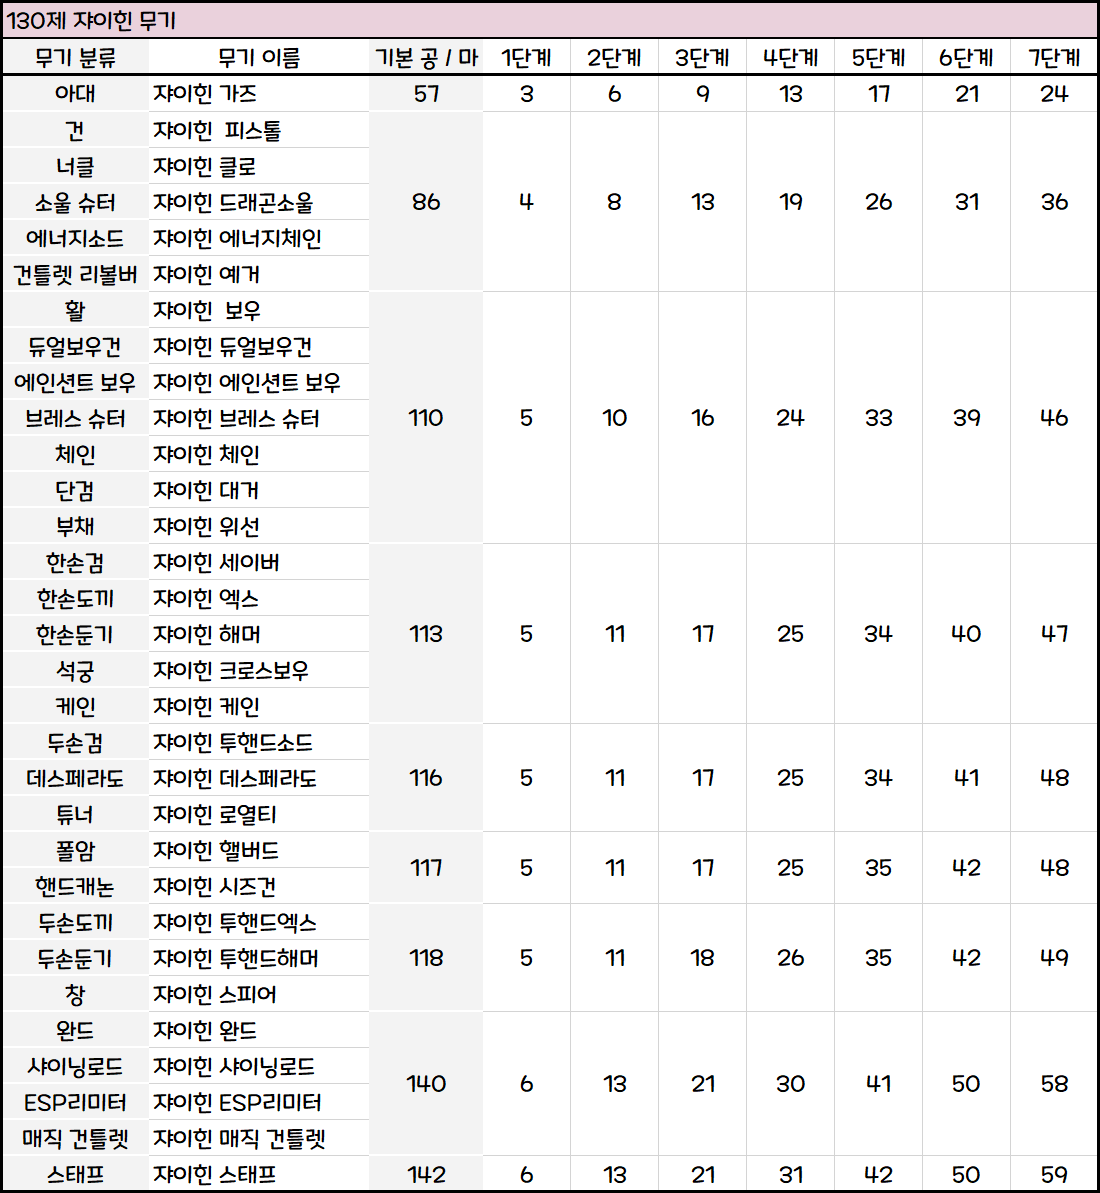 130제 쟈이힌 무기
무기 분류 무기 이름 기본 공 / 마 1단계 2단계 3단계 4단계 5단계 6단계 7단계
아대 쟈이힌 가즈 57 3 6 9 13 17 21 24
건 쟈이힌 피스톨
너클 쟈이힌 클로
소울 슈터 쟈이힌 드래곤소울 86 4 8 13 19 26 31 36
에너지소드 쟈이힌 에너지체인
건틀렛 리볼버 쟈이힌 예거
활 쟈이힌 보우
듀얼보우건 쟈이힌 듀얼보우건
에인션트 보우 쟈이힌 에인션트 보우
브레스 슈터 쟈이힌 브레스 슈터 110 5 10 16 24 33 39 46
체인 쟈이힌 체인
단검 쟈이힌 대거
부채 쟈이힌 위선
한손검 쟈이힌 세이버
한손도끼 쟈이힌 엑스
한손둔기 쟈이힌 해머 113 5 11 17 25 34 40 47
석궁 쟈이힌 크로스보우
케인 쟈이힌 케인
두손검 쟈이힌 투핸드소드
데스페라도 쟈이힌 데스페라도 116 5 11 17 25 34 41 48
튜너 쟈이힌 로열티
폴암 쟈이힌 핼버드
117 5 11 17 25 35 42 48
핸드캐논 쟈이힌 시즈건
두손도끼 쟈이힌 투핸드엑스
두손둔기 쟈이힌 투핸드해머 118 5 11 18 26 35 42 49
창 쟈이힌 스피어
완드 쟈이힌 완드
샤이닝로드 쟈이힌 샤이닝로드
140 6 13 21 30 41 50 58
ESP리미터 쟈이힌 ESP리미터
매직 건틀렛 쟈이힌 매직 건틀렛
스태프 쟈이힌 스태프 142 6 13 21 31 42 50 59